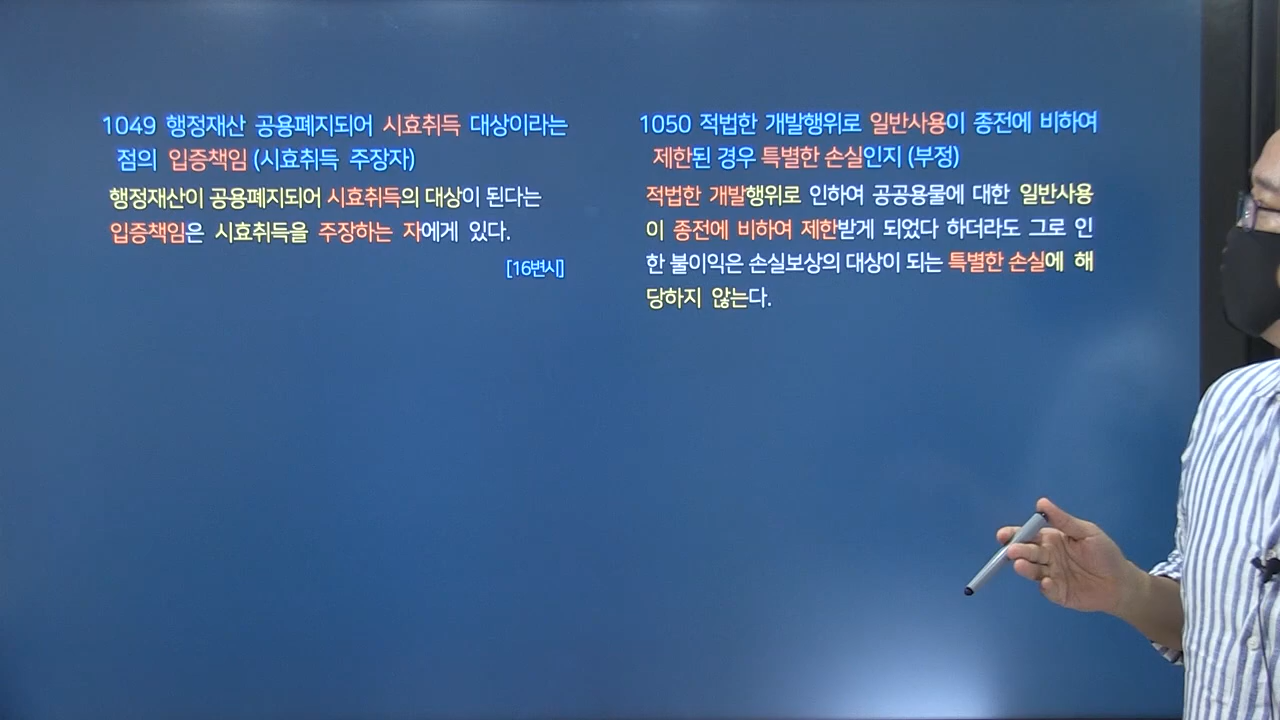 1049 행정재산 공용폐지되어 시효취득 대상이라는
점의 입증책임 (시효취득 주장자)
행정재산이 공용폐지되어 시효취득의 대상이 된다는
입증책임은 시효취득을 주장하는 자에게 있다.
[16변시]
1050 적법한 개발행위로 일반사용이 종전에 비하여
제한된 경우 특별한 손실인지 (부정)
적법한 개발행위로 인하여 공공용물에 대한 일반사용
이 종전에 비하여 제한받게 되었다 하더라도 그로 인
한 불이익은 손실보상의 대상이 되는 특별한 손실에 해
당하지 않는다.